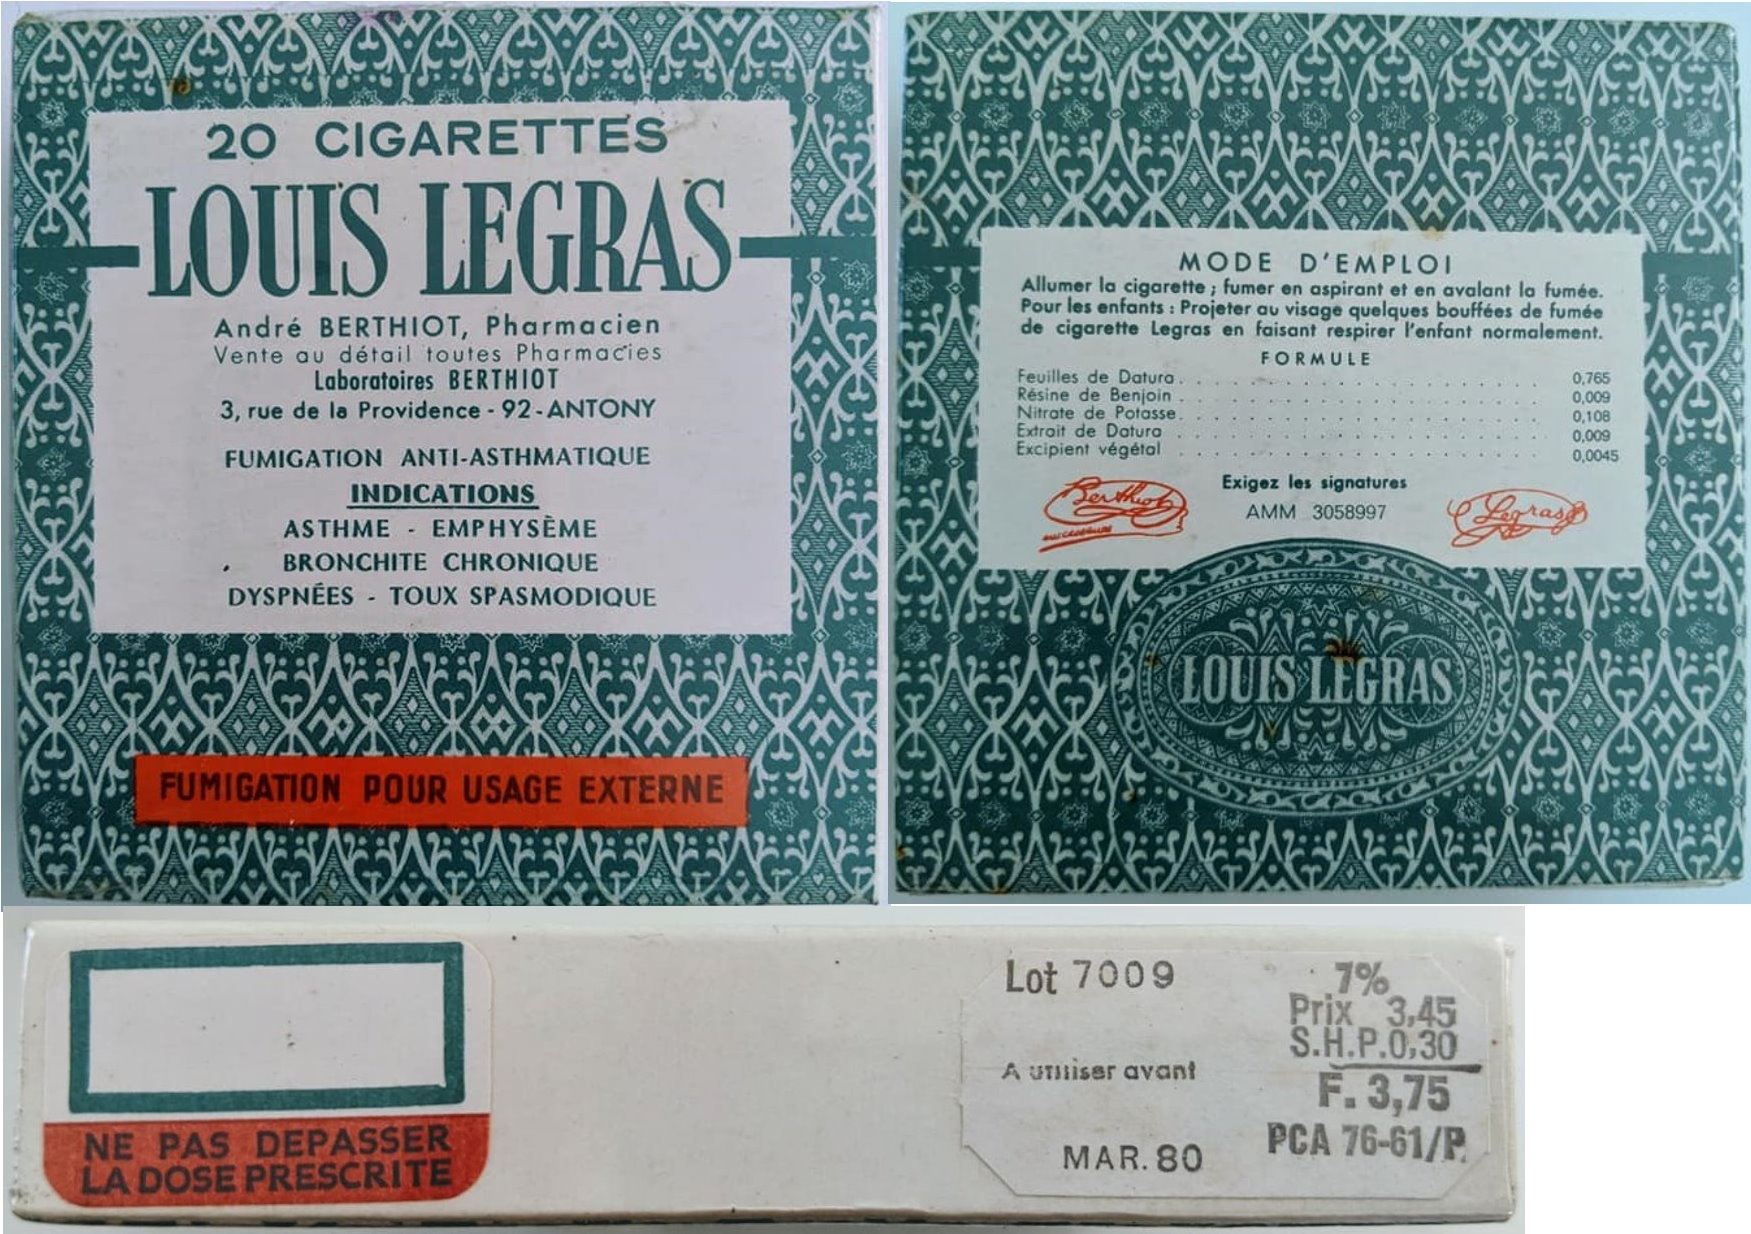 20 CIGARETTES
LOUIS LEGRAS
André BERTHIOT, Pharmacien
Vente au détail toutes Pharmacies
Laboratoires BERTHIOT
3, rue de la Providence - 92 - ANTONY
FUMIGATION ANTI-ASTHMATIQUE
INDICATIONS
ASTHME - EMPHYSÈME
BRONCHITE CHRONIQUE
DYSPNÉES - TOUX SPASMODIQUE
FUMIGATION POUR USAGE EXTERNE
MODE D'EMPLOI
Allumer la cigarette ; fumer en aspirant et en avalant la fumée.
Pour les enfants : Projeter au visage quelques bouffées de fumée
de cigarette Legras en faisant respirer l'enfant normalement.
FORMULE
Feuilles de Datura 0,765
Résine de Benjoin 0,009
Nitrate de Potasse 0,108
Extrait de Datura 0,009
Excipient végétal 0,0045
Exigez les signatures
Berthiot
AMM 3058997
Legras
LOUIS LEGRAS
NE PAS DEPASSER
LA DOSE PRESCRITE
Lot 7009
A utiliser avant
MAR. 80
7%
Prix 3,45
S.H.P. 0,30
F. 3,75
PCA 76-61/P.